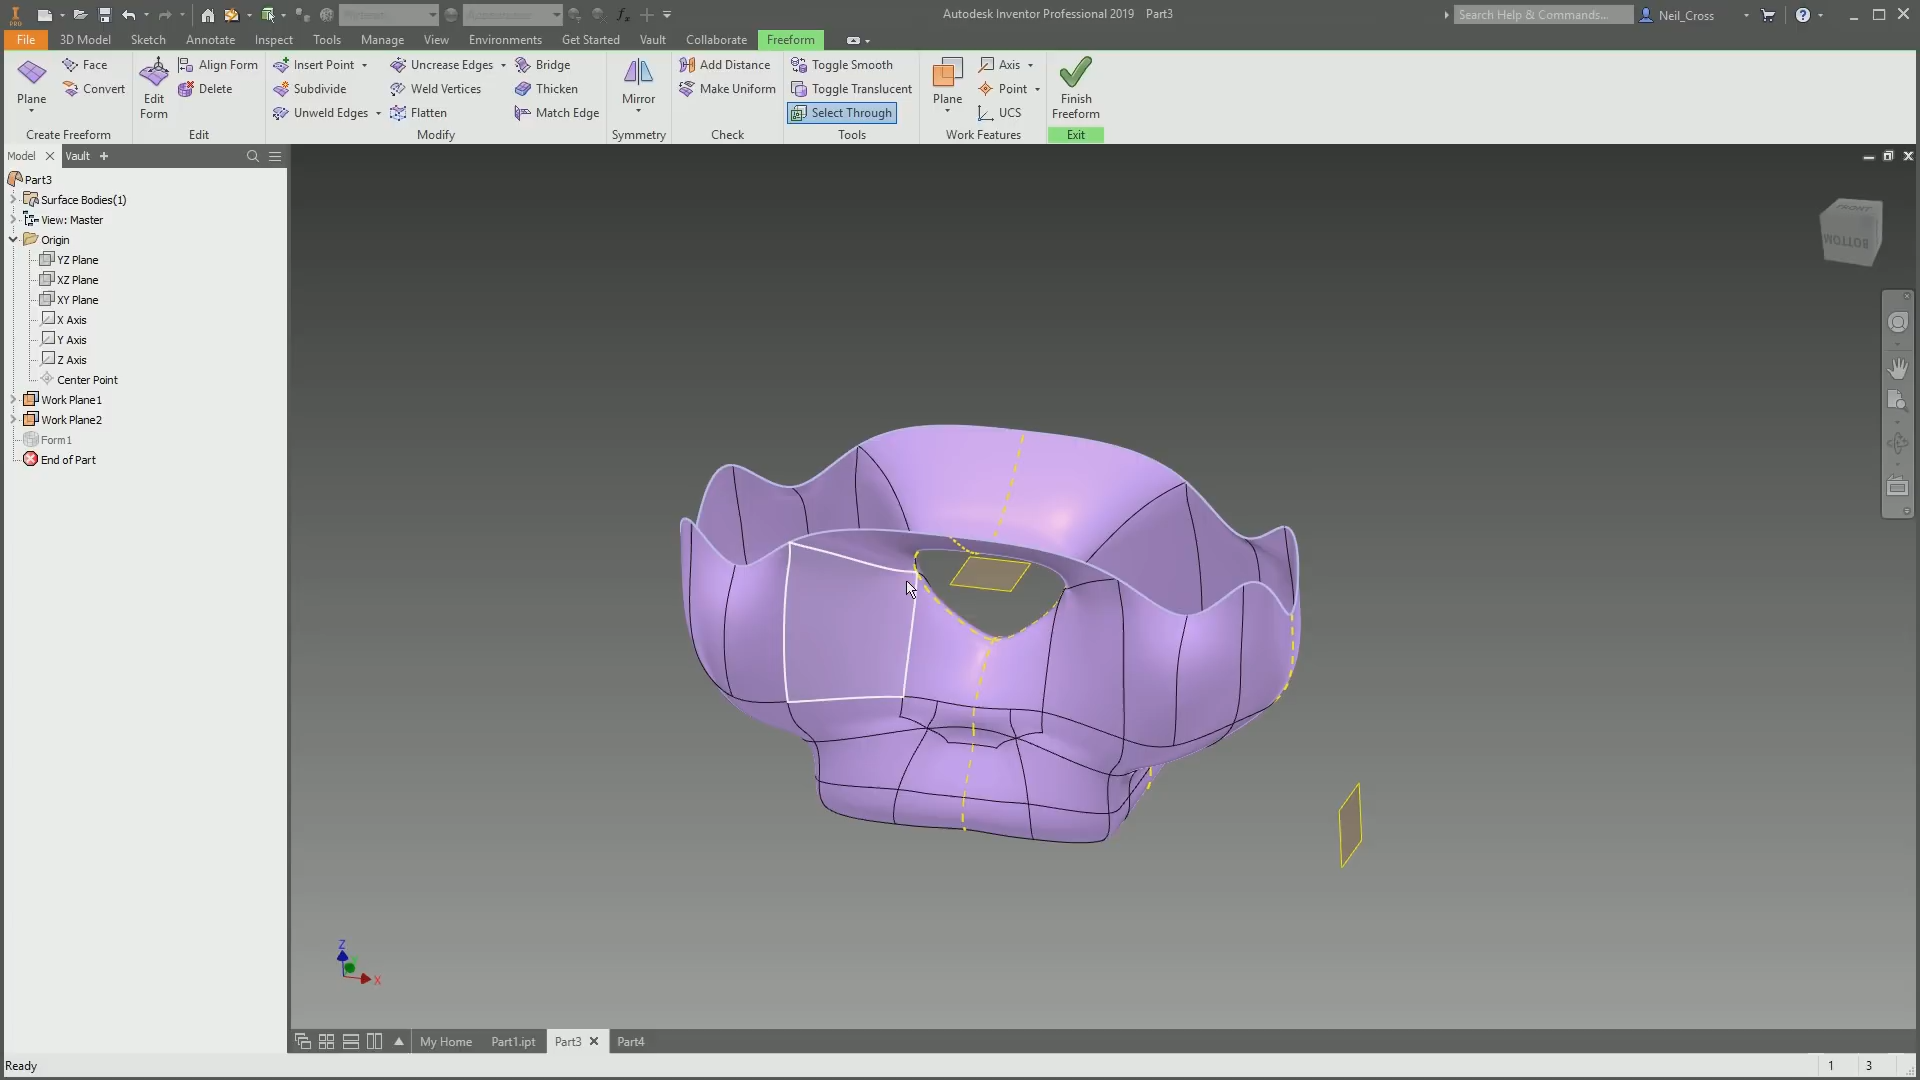 Autodesk Inventor Professional 2019 Part3
Search Help & Commands...
Neil_Cross
File
3D Model
Sketch
Annotate
Inspect
Tools
Manage
View
Environments
Get Started
Vault
Collaborate
Freeform
Plane
Face
Convert
Create Freeform
Edit
Form
Align Form
Delete
Edit
Insert Point
Subdivide
Unweld Edges
Uncrease Edges
Weld Vertices
Flatten
Bridge
Thicken
Match Edge
Modify
Mirror
Symmetry
Add Distance
Make Uniform
Check
Toggle Smooth
Toggle Translucent
Select Through
Tools
Plane
Axis
Point
UCS
Work Features
Finish
Freeform
Exit
Model
Vault
Part3
Surface Bodies(1)
View: Master
Origin
YZ Plane
XZ Plane
XY Plane
X Axis
Y Axis
Z Axis
Center Point
Work Plane1
Work Plane2
Form1
End of Part
FRONT
BOTTOM
Z
X
My Home
Part1.ipt
Part3
Part4
Ready
1
3